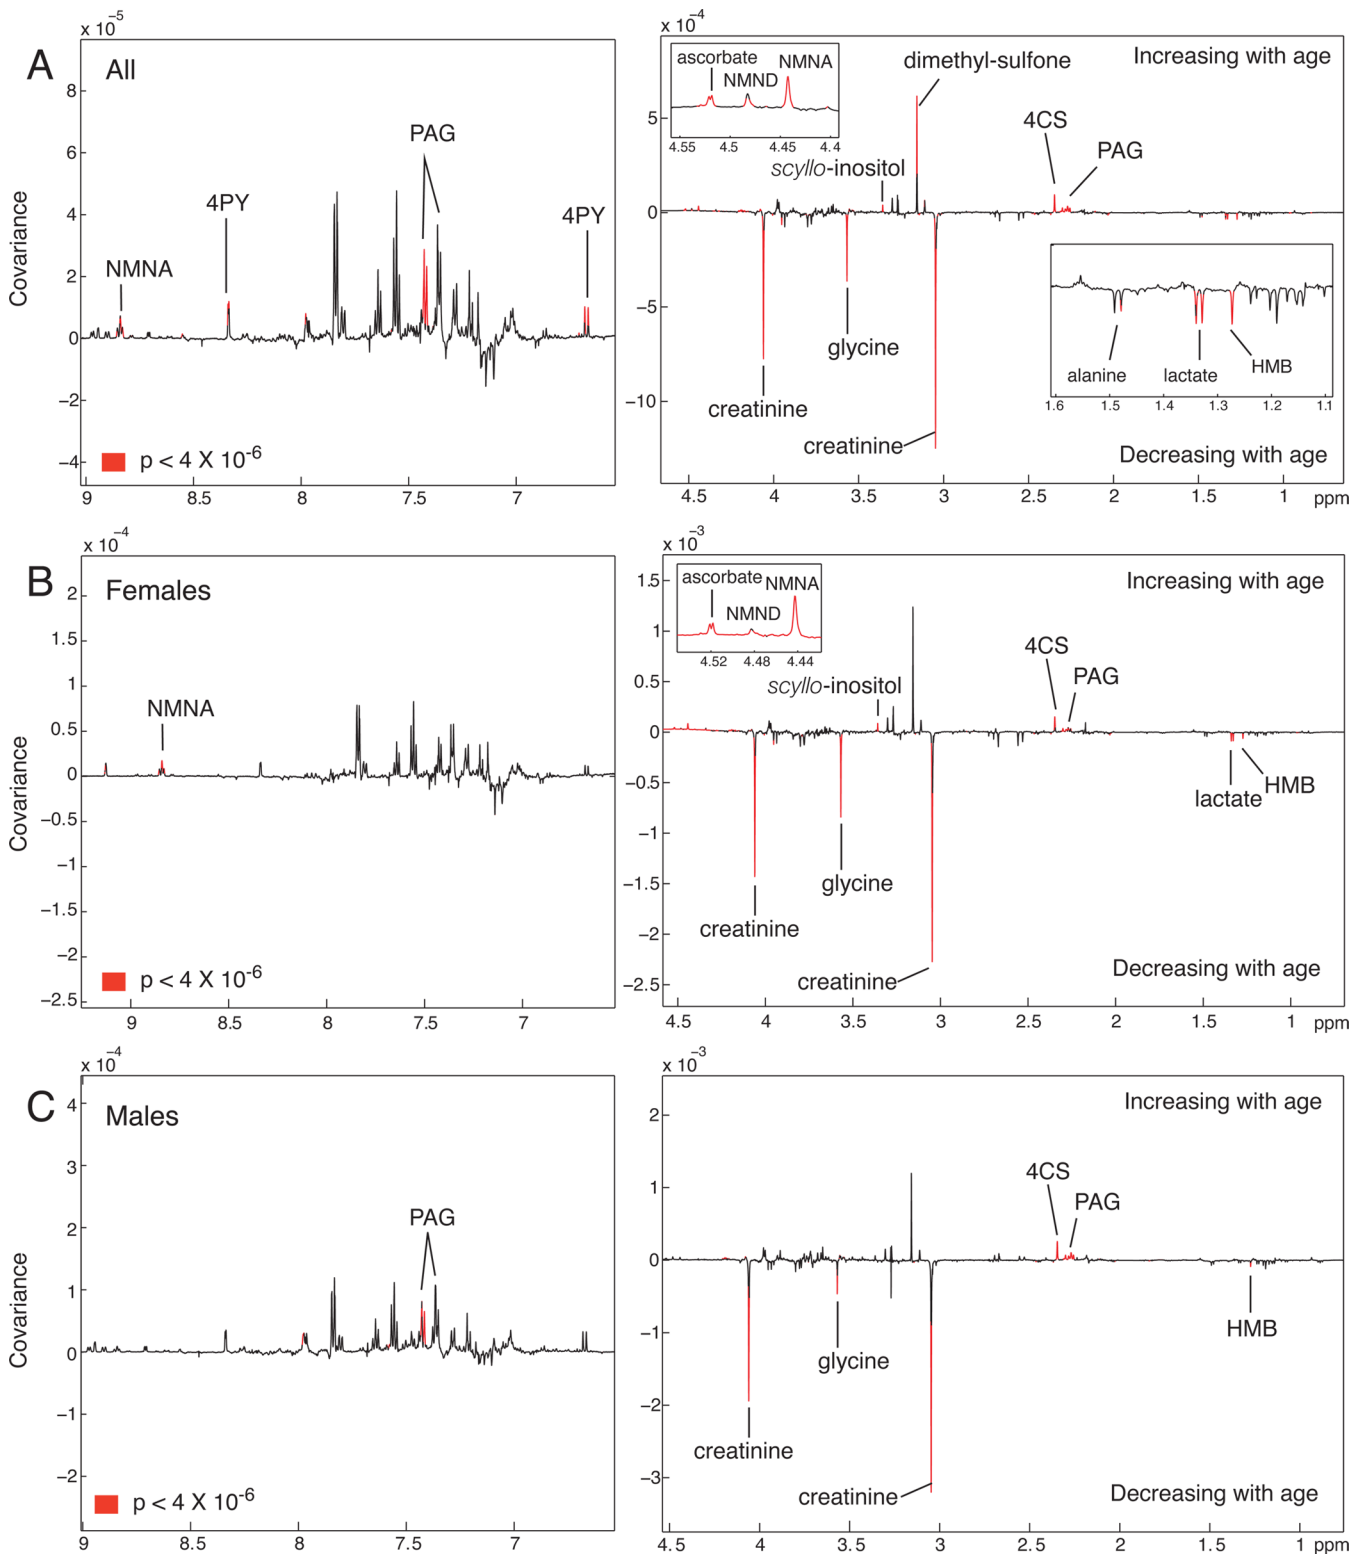 A
All
x 10⁻⁵
Covariance
8
6
4
2
0
−2
−4
NMNA
4PY
PAG
4PY
p < 4 X 10⁻⁶
9
8.5
8
7.5
7
x 10⁻⁴
5
0
−5
−10
Increasing with age
ascorbate
NMND
NMNA
4.55
4.5
4.45
4.4
dimethyl-sulfone
scyllo-inositol
4CS
PAG
creatinine
glycine
creatinine
alanine
lactate
HMB
1.6
1.5
1.4
1.3
1.2
1.1
Decreasing with age
4.5
4
3.5
3
2.5
2
1.5
1
ppm
B
Females
x 10⁻⁴
Covariance
2
1.5
1
0.5
0
−0.5
−1
−1.5
−2
−2.5
NMNA
p < 4 X 10⁻⁶
9
8.5
8
7.5
7
x 10⁻³
1.5
1
0.5
0
−0.5
−1
−1.5
−2
−2.5
Increasing with age
ascorbate
NMNA
NMND
4.52
4.48
4.44
scyllo-inositol
4CS
PAG
lactate
HMB
glycine
creatinine
creatinine
Decreasing with age
4.5
4
3.5
3
2.5
2
1.5
1
ppm
C
Males
x 10⁻⁴
Covariance
4
3
2
1
0
−1
−2
PAG
p < 4 X 10⁻⁶
9
8.5
8
7.5
7
x 10⁻³
2
1
0
−1
−2
−3
Increasing with age
4CS
PAG
HMB
glycine
creatinine
creatinine
Decreasing with age
4.5
4
3.5
3
2.5
2
1.5
1
ppm